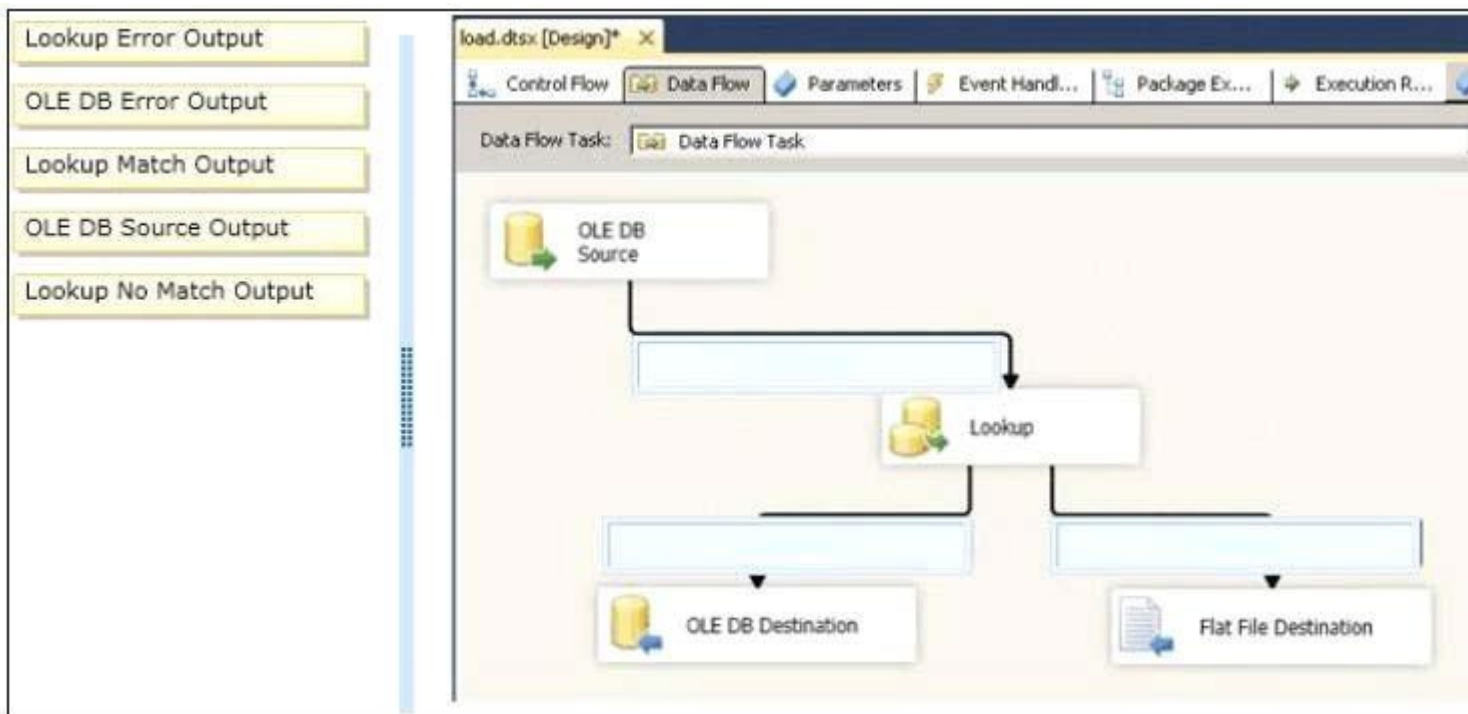 Lookup Error Output
OLE DB Error Output
Lookup Match Output
OLE DB Source Output
Lookup No Match Output
load.dtsx [Design]*
Control Flow
Data Flow
Parameters
Event Handl...
Package Ex...
Execution R...
Data Flow Task:
Data Flow Task
OLE DB
Source
Lookup
OLE DB Destination
Flat File Destination